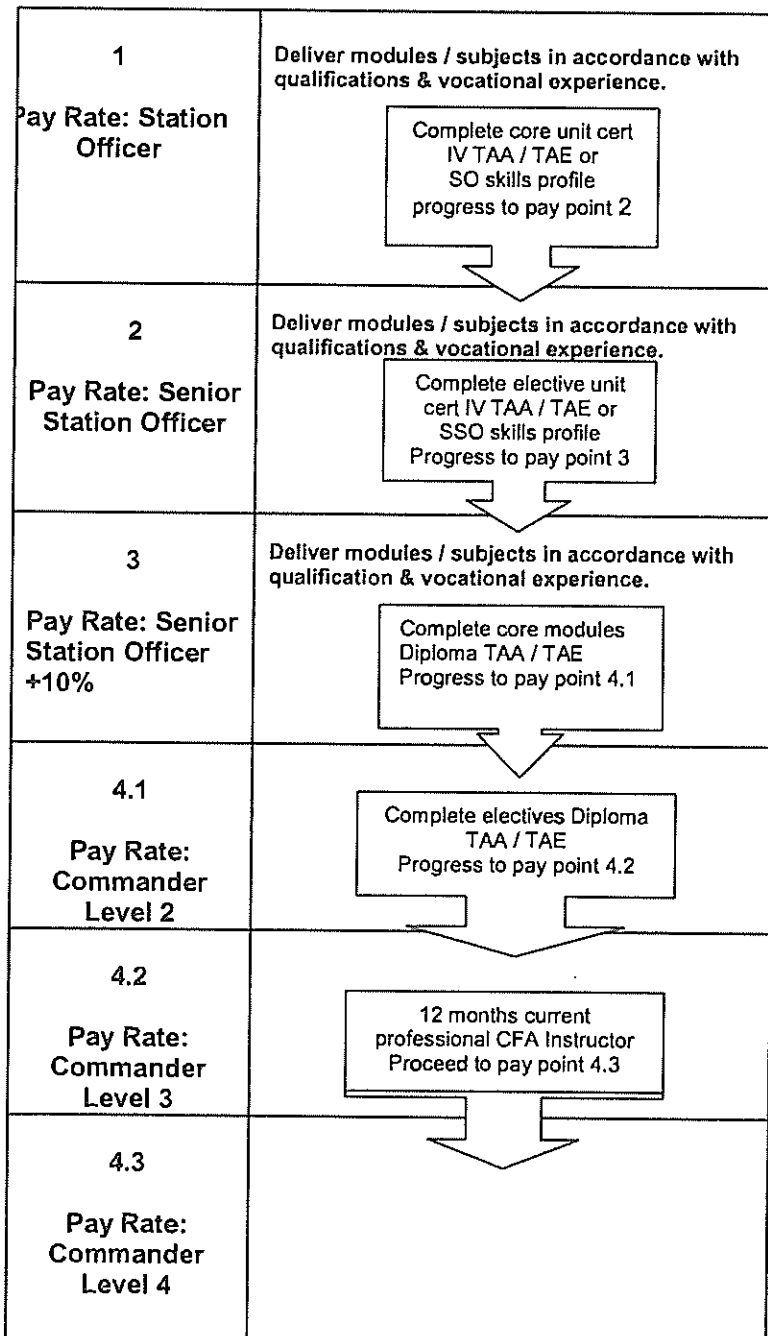 1
Pay Rate: Station
Officer
Deliver modules / subjects in accordance with
qualifications & vocational experience.
Complete core unit cert
IV TAA / TAE or
SO skills profile
progress to pay point 2
2
Pay Rate: Senior
Station Officer
Deliver modules / subjects in accordance with
qualifications & vocational experience.
Complete elective unit
cert IV TAA / TAE or
SSO skills profile
Progress to pay point 3
3
Pay Rate: Senior
Station Officer
+10%
Deliver modules / subjects in accordance with
qualification & vocational experience.
Complete core modules
Diploma TAA / TAE
Progress to pay point 4.1
4.1
Pay Rate:
Commander
Level 2
Complete electives Diploma
TAA / TAE
Progress to pay point 4.2
4.2
Pay Rate:
Commander
Level 3
12 months current
professional CFA Instructor
Proceed to pay point 4.3
4.3
Pay Rate:
Commander
Level 4